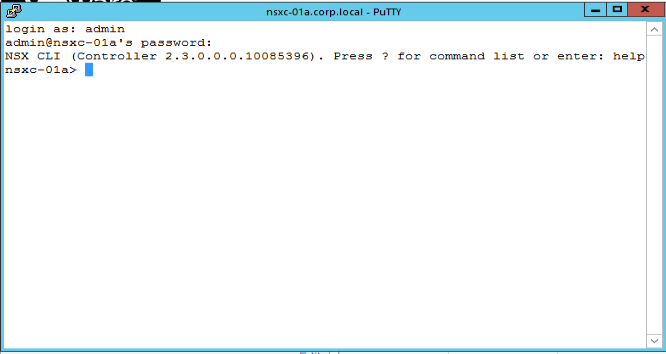 nsxc-01a.corp.local - PuTTY
login as: admin
admin@nsxc-01a's password:
NSX CLI (Controller 2.3.0.0.0.10085396). Press ? for command list or enter: help
nsxc-01a>